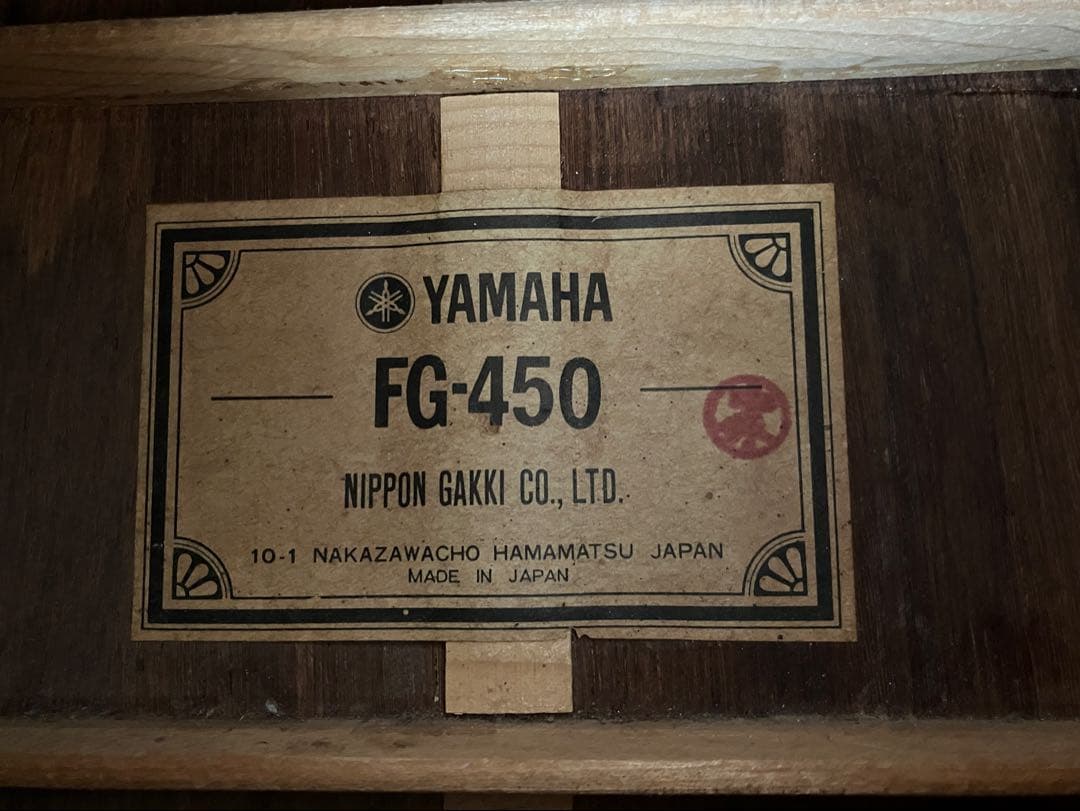 YAMAHA
FG-450
NIPPON GAKKI CO., LTD.
10-1 NAKAZAWACHO HAMAMATSU JAPAN
MADE IN JAPAN